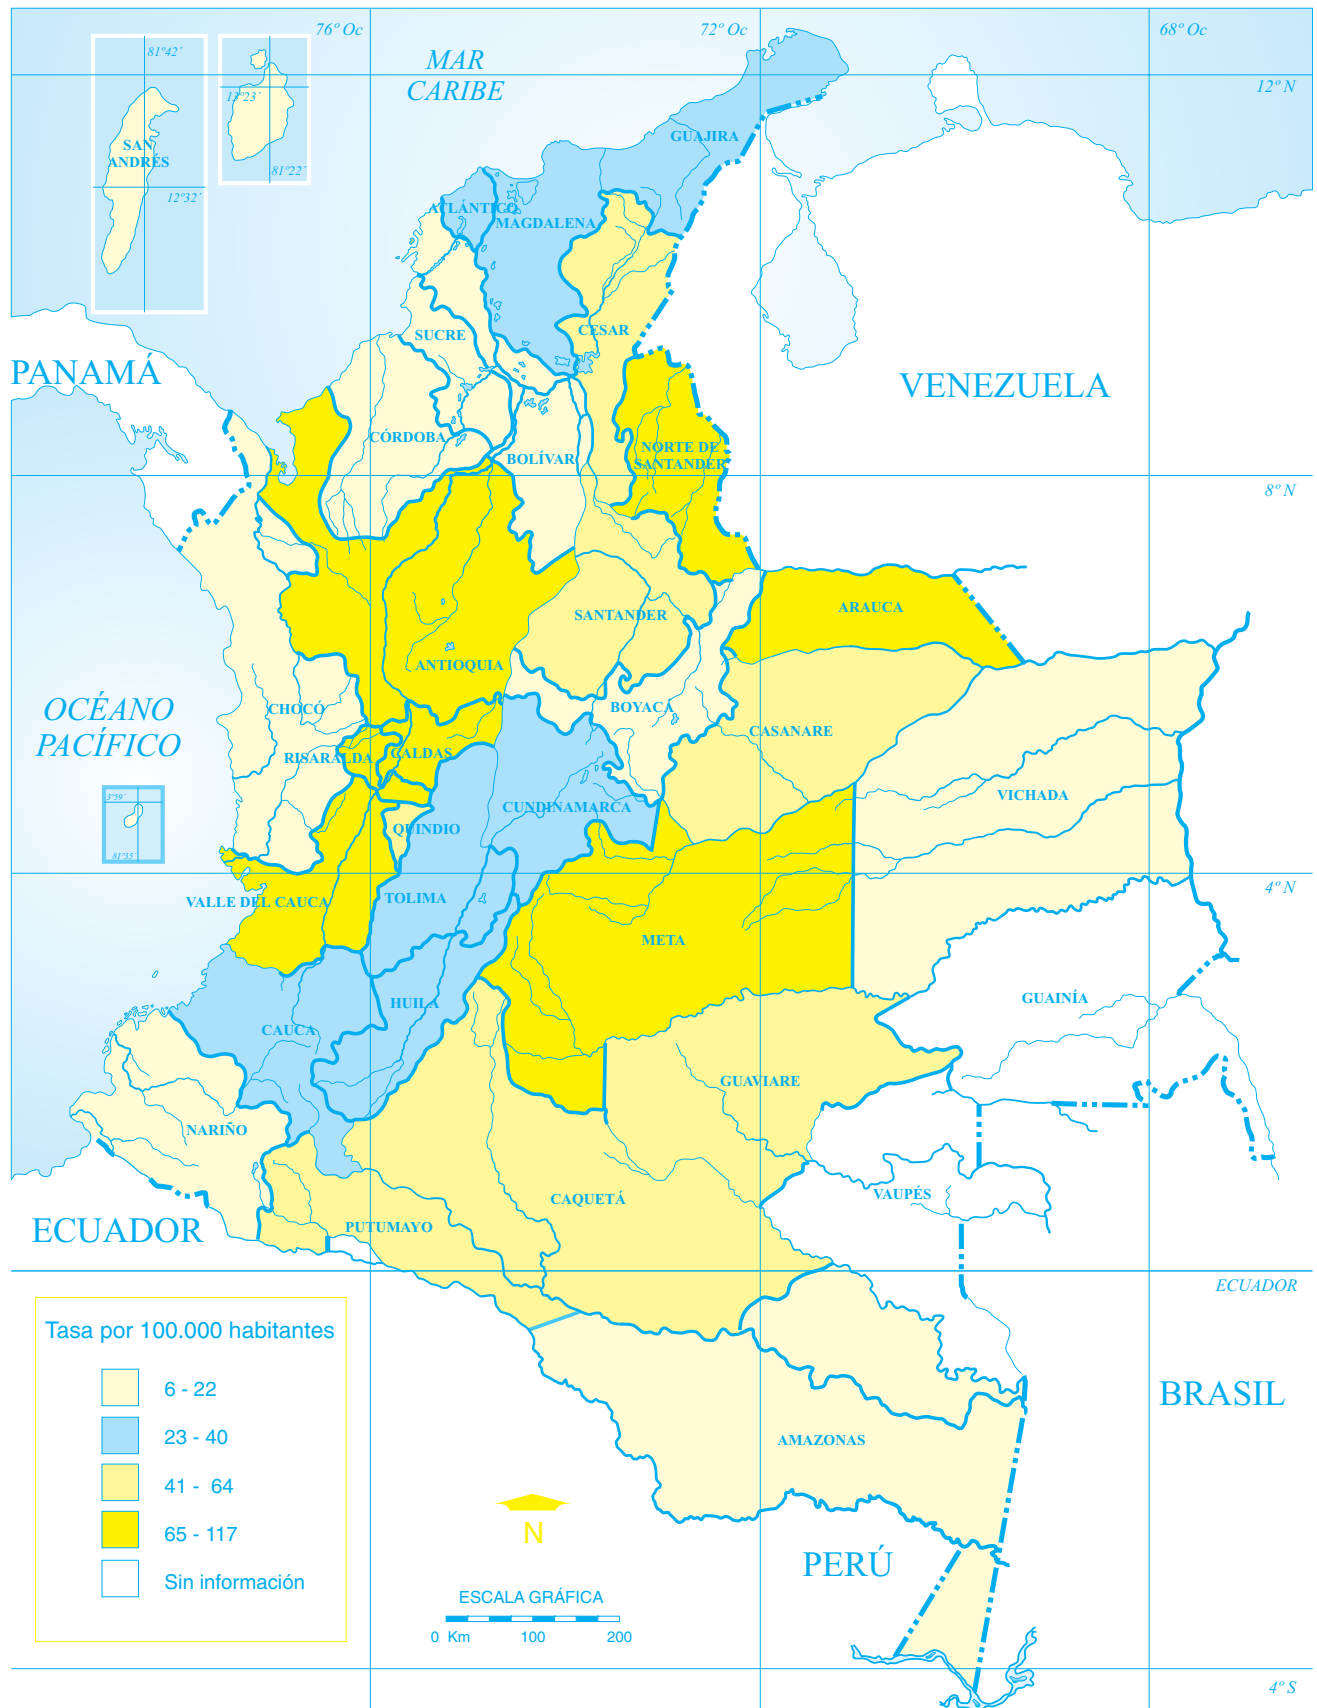 76º Oc
72º Oc
68º Oc
81º42´
MAR
CARIBE
12º N
13º23´
GUAJIRA
SAN
ANDRÉS
81º22´
12º32´
ATLÁNTICO
MAGDALENA
CESAR
SUCRE
PANAMÁ
VENEZUELA
CÓRDOBA
BOLÍVAR
NORTE DE
SANTANDER
8º N
ARAUCA
SANTANDER
ANTIOQUIA
CHOCÓ
BOYACÁ
OCÉANO
PACÍFICO
CASANARE
RISARALDA
CALDAS
VICHADA
3º59´
CUNDINAMARCA
QUINDIO
81º35´
4º N
VALLE DEL CAUCA
TOLIMA
META
GUAINÍA
HUILA
CAUCA
GUAVIARE
NARIÑO
VAUPÉS
CAQUETÁ
ECUADOR
PUTUMAYO
ECUADOR
Tasa por 100.000 habitantes
6 - 22
23 - 40
41 - 64
65 - 117
Sin información
BRASIL
AMAZONAS
N
PERÚ
ESCALA GRÁFICA
0 Km 100 200
4º S